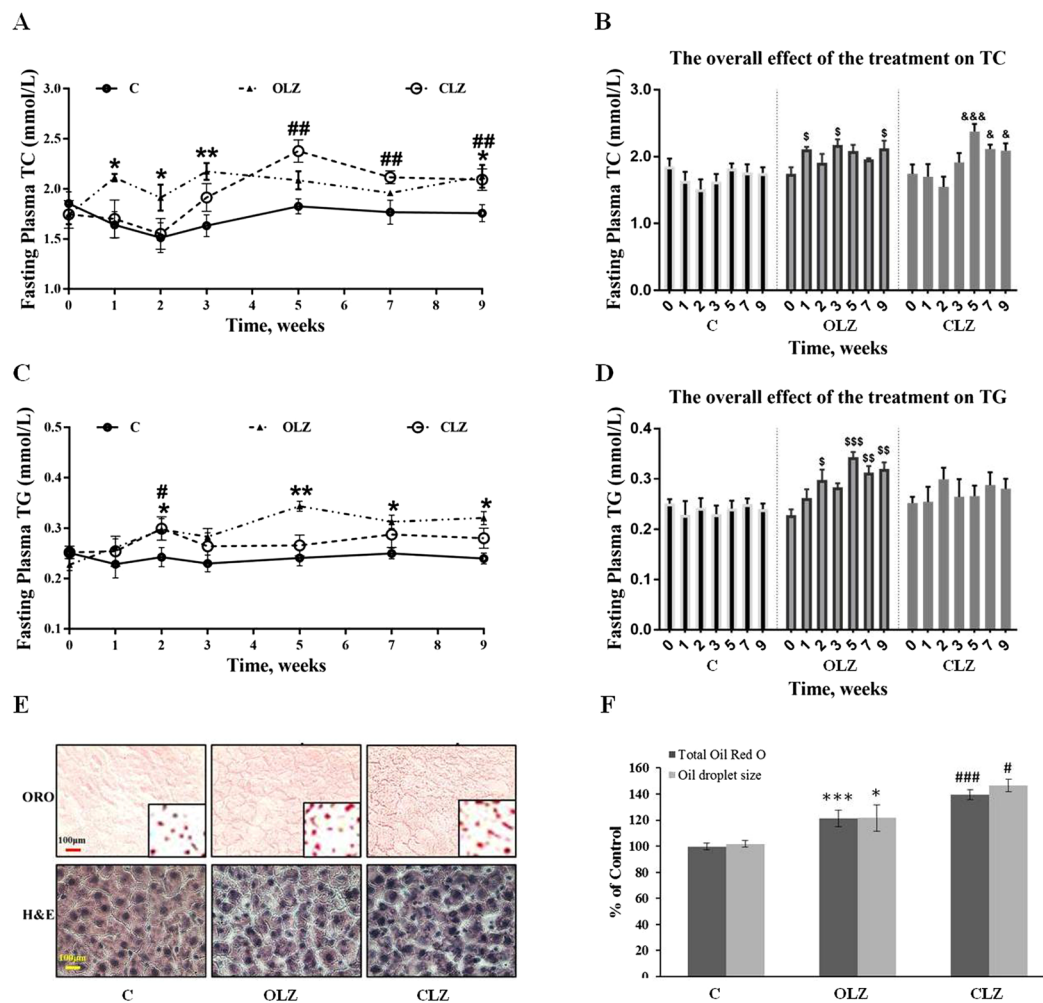 A
C OLZ CLZ
Fasting Plasma TC (mmol/L)
3.0
2.5
2.0
1.5
1.0
* * ** ## ## ## *
0 1 2 3 4 5 6 7 8 9
Time, weeks
B
The overall effect of the treatment on TC
Fasting Plasma TC (mmol/L)
3.0
2.0
1.0
0.0
$ $ $ &&& & &
0 1 2 3 5 7 9 0 1 2 3 5 7 9 0 1 2 3 5 7 9
C OLZ CLZ
Time, weeks
C
C OLZ CLZ
Fasting Plasma TG (mmol/L)
0.5
0.4
0.3
0.2
0.1
# * ** * *
0 1 2 3 4 5 6 7 8 9
Time, weeks
D
The overall effect of the treatment on TG
Fasting Plasma TG (mmol/L)
0.4
0.3
0.2
0.1
0.0
$ $$$ $$ $$
0 1 2 3 5 7 9 0 1 2 3 5 7 9 0 1 2 3 5 7 9
C OLZ CLZ
Time, weeks
E
ORO
100μm
H&E
100μm
C OLZ CLZ
F
Total Oil Red O
Oil droplet size
% of Control
160
140
120
100
80
60
40
20
0
*** * ### #
C OLZ CLZ